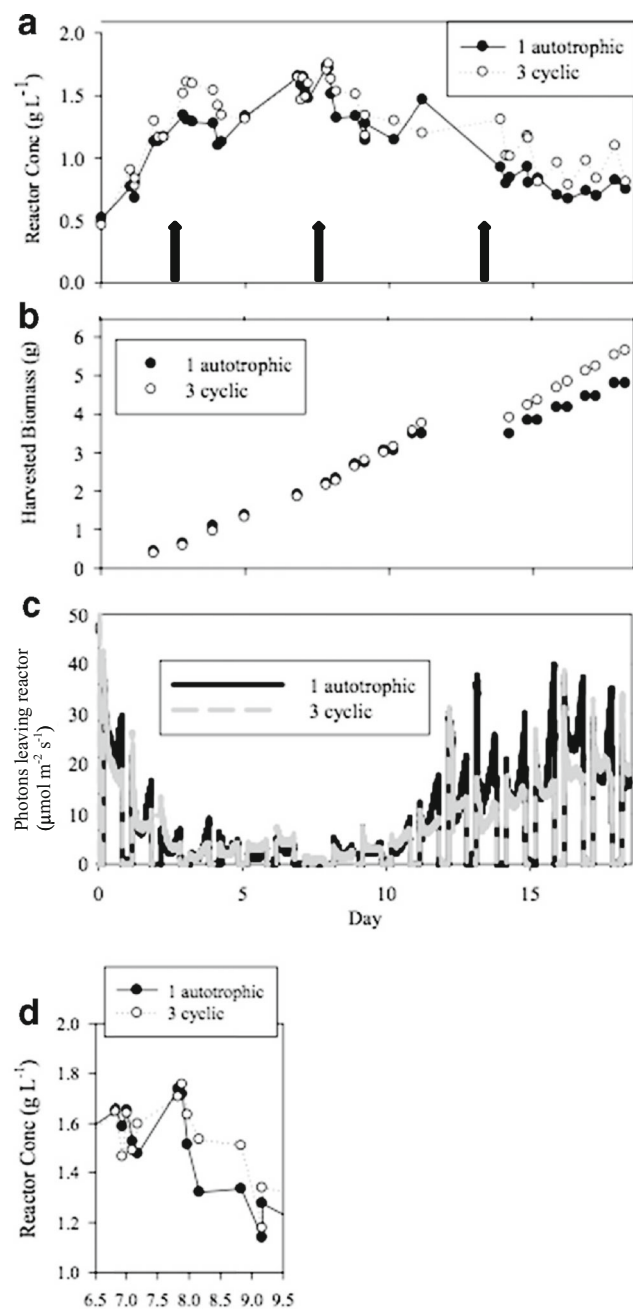 a
2.0
1.5
1.0
0.5
0.0
Reactor Conc (g L⁻¹)
1 autotrophic
3 cyclic
b
6
5
4
3
2
1
0
Harvested Biomass (g)
1 autotrophic
3 cyclic
c
50
40
30
20
10
0
Photons leaving reactor
(µmol m⁻² s⁻¹)
1 autotrophic
3 cyclic
0 5 10 15
Day
d
1 autotrophic
3 cyclic
2.0
1.8
1.6
1.4
1.2
1.0
Reactor Conc (g L⁻¹)
6.5 7.0 7.5 8.0 8.5 9.0 9.5